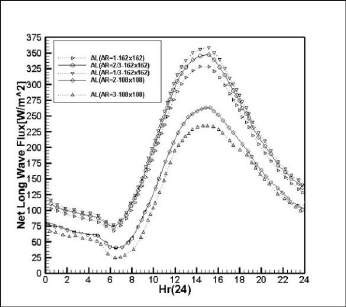 375
350
325
300
275
250
225
200
175
150
125
100
75
50
25
0
Net Long Wave Flux[W/m^2]
AL(AR=1-162x162)
AL(AR=2/3-162x162)
AL(AR=1/3-162x162)
AL(AR=2-108x108)
AL(AR=3-108x108)
0 2 4 6 8 10 12 14 16 18 20 22 24
Hr(24)